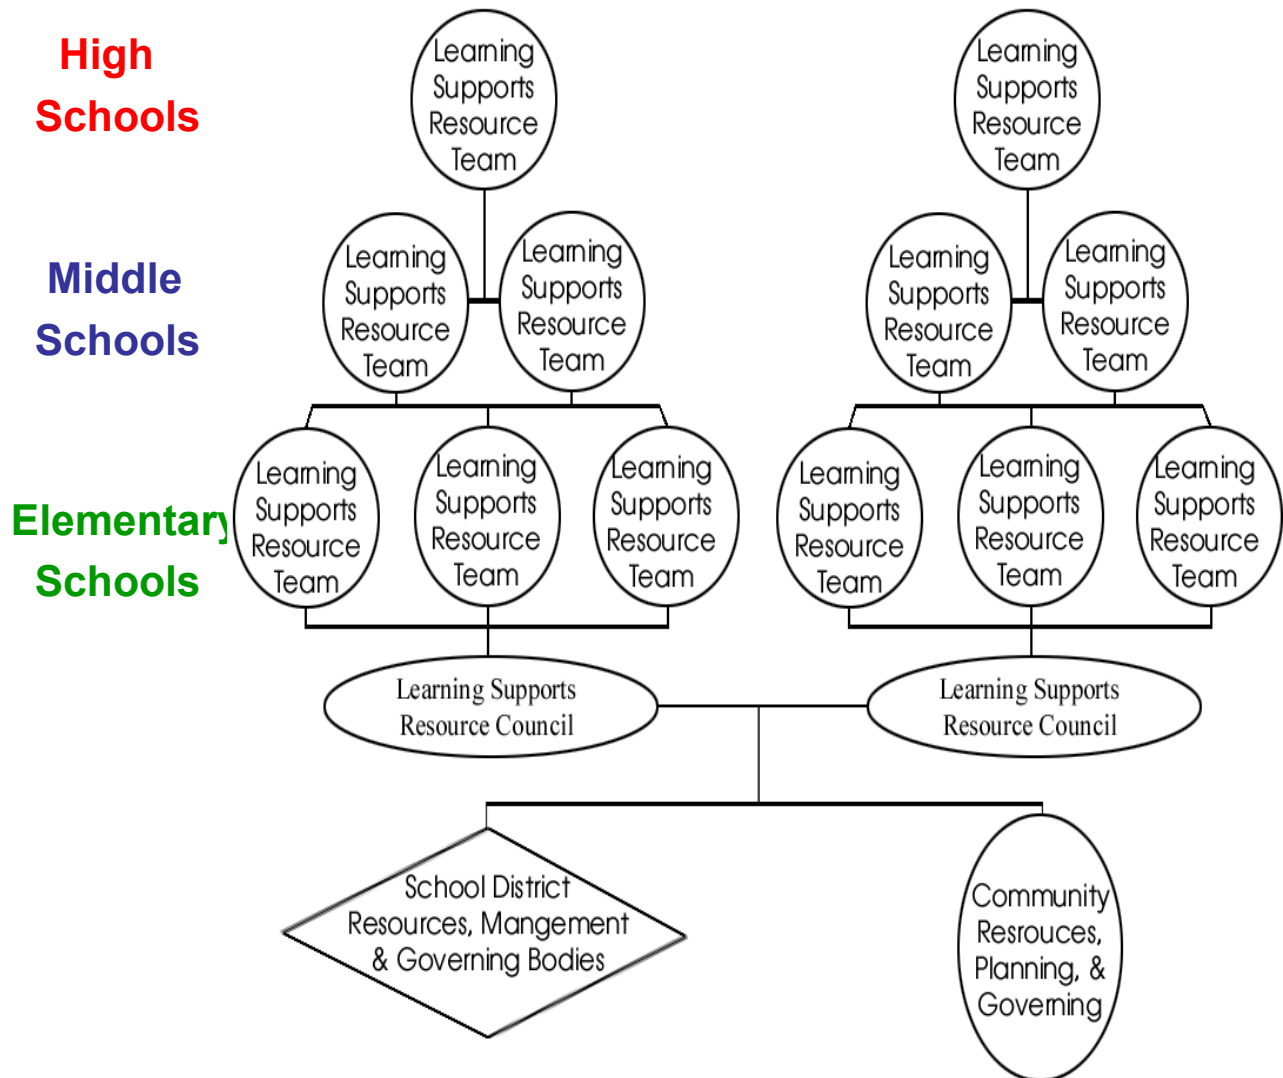 High
Schools
Learning
Supports
Resource
Team
Learning
Supports
Resource
Team
Middle
Schools
Learning
Supports
Resource
Team
Learning
Supports
Resource
Team
Learning
Supports
Resource
Team
Learning
Supports
Resource
Team
Elementary
Schools
Learning
Supports
Resource
Team
Learning
Supports
Resource
Team
Learning
Supports
Resource
Team
Learning
Supports
Resource
Team
Learning
Supports
Resource
Team
Learning
Supports
Resource
Team
Learning Supports
Resource Council
Learning Supports
Resource Council
School District
Resources, Mangement
& Governing Bodies
Community
Resrouces,
Planning, &
Governing